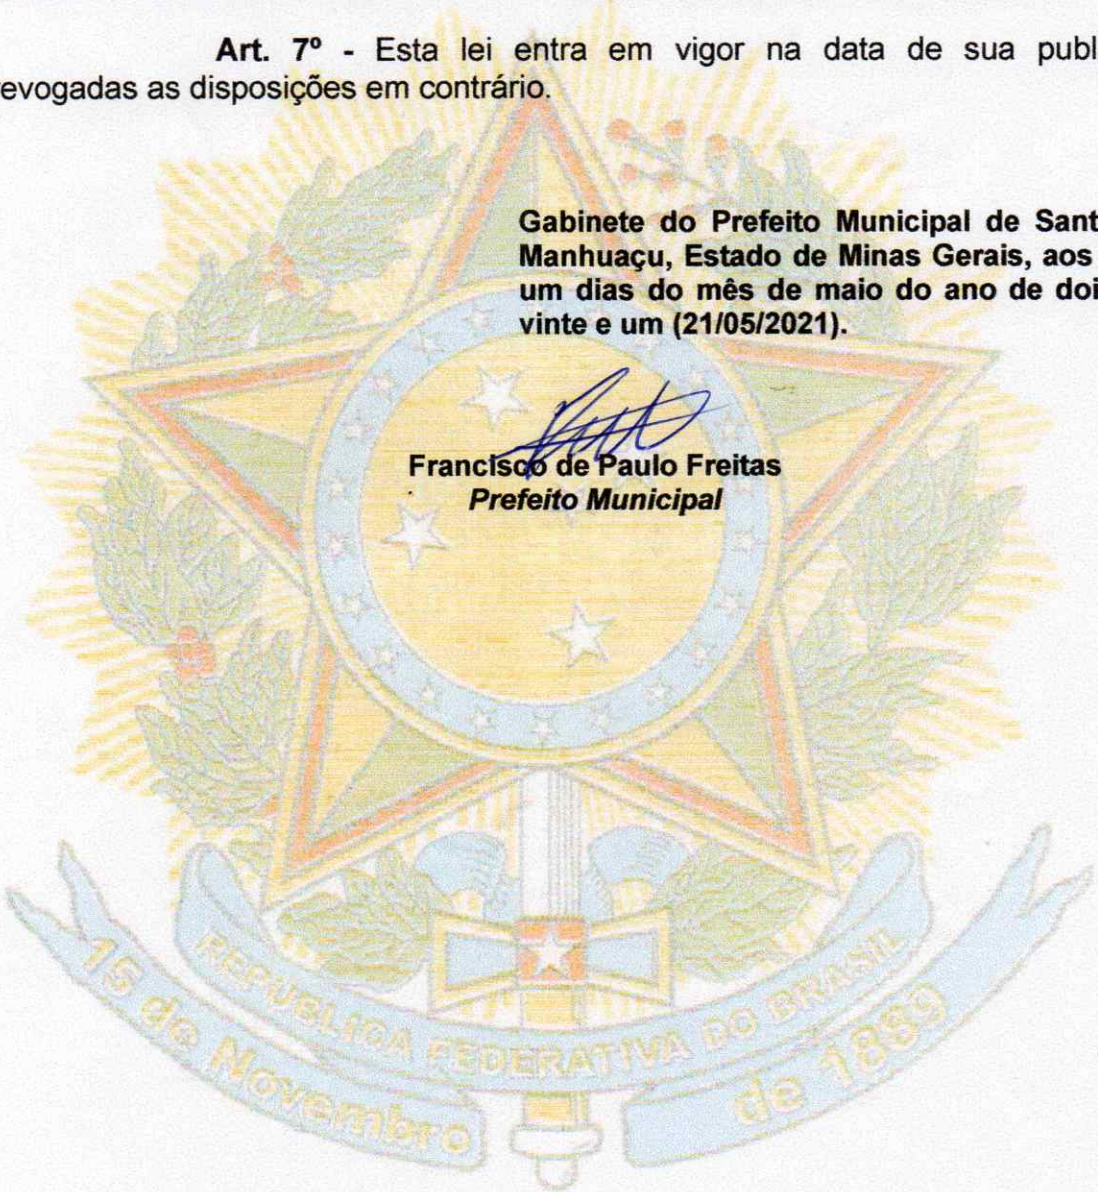 Art. 7º - Esta lei entra em vigor na data de sua publ
evogadas as disposições em contrário.
Gabinete do Prefeito Municipal de Sant
Manhuaçu, Estado de Minas Gerais, aos
um dias do mês de maio do ano de doi
vinte e um (21/05/2021).
Francisco de Paulo Freitas
Prefeito Municipal
REPUBLICA FEDERATIVA DO BRASIL
15 de Novembro
de 1889